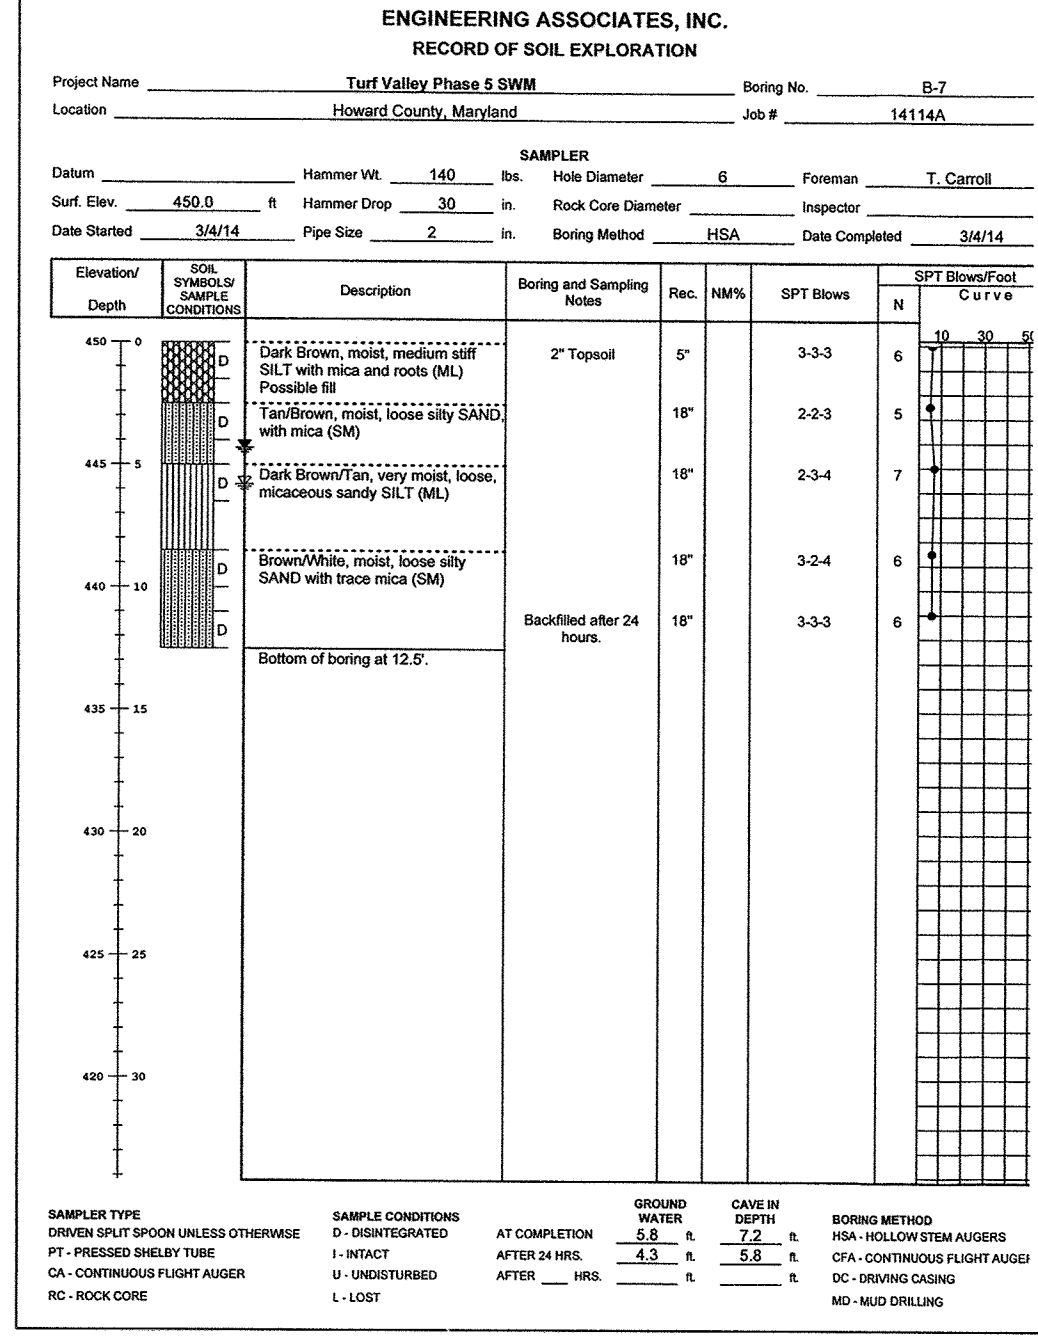 ENGINEERING ASSOCIATES, INC.
RECORD OF SOIL EXPLORATION
Project Name Turf Valley Phase 5 SWM Boring No. B-7
Location Howard County, Maryland Job # 14114A
SAMPLER
Datum Hammer Wt. 140 lbs. Hole Diameter 6 Foreman T. Carroll
Surf. Elev. 450.0 ft Hammer Drop 30 in. Rock Core Diameter Inspector
Date Started 3/4/14 Pipe Size 2 in. Boring Method HSA Date Completed 3/4/14
Elevation/ Depth SOIL SYMBOLS/ SAMPLE CONDITIONS Description Boring and Sampling Notes Rec. NM% SPT Blows SPT Blows/Foot
N Curve
10 30 50
450 0 D Dark Brown, moist, medium stiff 2" Topsoil 5" 3-3-3 6
SILT with mica and roots (ML)
Possible fill
D Tan/Brown, moist, loose silty SAND, 18" 2-2-3 5
with mica (SM)
445 5 D Dark Brown/Tan, very moist, loose, 18" 2-3-4 7
micaceous sandy SILT (ML)
D Brown/White, moist, loose silty 18" 3-2-4 6
440 10 SAND with trace mica (SM)
D Backfilled after 24 18" 3-3-3 6
hours.
Bottom of boring at 12.5'.
435 15
430 20
425 25
420 30
SAMPLER TYPE SAMPLE CONDITIONS GROUND WATER CAVE IN DEPTH BORING METHOD
DRIVEN SPLIT SPOON UNLESS OTHERWISE D - DISINTEGRATED AT COMPLETION 5.8 ft. 7.2 ft. HSA - HOLLOW STEM AUGERS
PT - PRESSED SHELBY TUBE I - INTACT AFTER 24 HRS. 4.3 ft. 5.8 ft. CFA - CONTINUOUS FLIGHT AUGER
CA - CONTINUOUS FLIGHT AUGER U - UNDISTURBED AFTER ___ HRS. ft. ft. DC - DRIVING CASING
RC - ROCK CORE L - LOST MD - MUD DRILLING